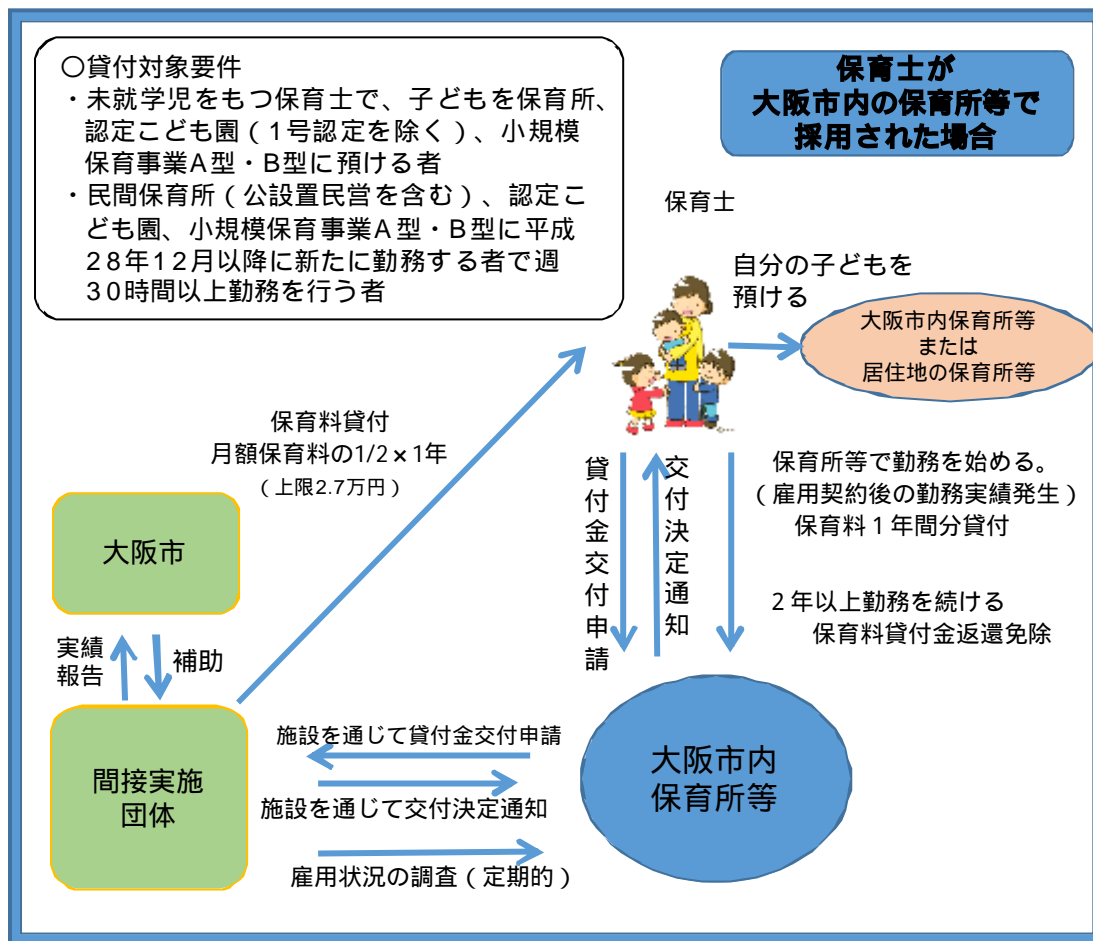 〇貸付対象要件
・未就学児をもつ保育士で、子どもを保育所、
認定こども園（1号認定を除く）、小規模
保育事業A型・B型に預ける者
・民間保育所（公設置民営を含む）、認定こ
ども園、小規模保育事業A型・B型に平成
28年12月以降に新たに勤務する者で週
30時間以上勤務を行う者
保育士が
大阪市内の保育所等で
採用された場合
保育士
自分の子どもを
預ける
大阪市内保育所等
または
居住地の保育所等
保育料貸付
月額保育料の1/2×1年
（上限2.7万円）
貸付金交付申請
交付決定通知
保育所等で勤務を始める。
（雇用契約後の勤務実績発生）
保育料１年間分貸付
２年以上勤務を続ける
保育料貸付金返還免除
大阪市
実績
報告
補助
間接実施
団体
施設を通じて貸付金交付申請
施設を通じて交付決定通知
雇用状況の調査（定期的）
大阪市内
保育所等